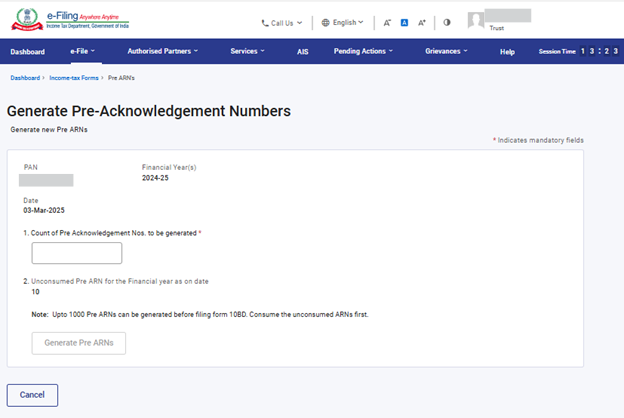 e-Filing Anywhere Anytime
Income Tax Department, Government of India
Call Us
English
A-
A
A+
Trust
Dashboard
e-File
Authorised Partners
Services
AIS
Pending Actions
Grievances
Help
Session Time 1 3 : 2 3
Dashboard > Income-tax Forms > Pre ARN's
Generate Pre-Acknowledgement Numbers
Generate new Pre ARNs
* Indicates mandatory fields
PAN
Financial Year(s)
2024-25
Date
03-Mar-2025
1. Count of Pre Acknowledgement Nos. to be generated *
2. Unconsumed Pre ARN for the Financial year as on date
10
Note: Upto 1000 Pre ARNs can be generated before filing form 10BD. Consume the unconsumed ARNs first.
Generate Pre ARNs
Cancel